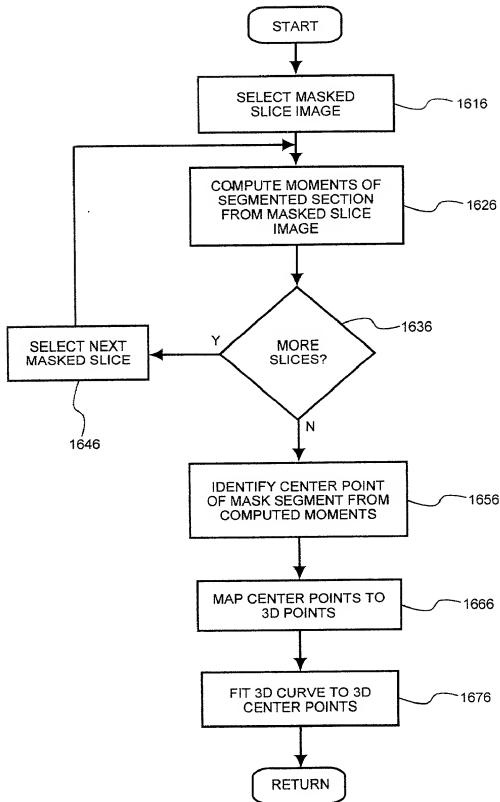 START
SELECT MASKED
SLICE IMAGE
1616
COMPUTE MOMENTS OF
SEGMENTED SECTION
FROM MASKED SLICE
IMAGE
1626
MORE
SLICES?
1636
Y
SELECT NEXT
MASKED SLICE
1646
N
IDENTIFY CENTER POINT
OF MASK SEGMENT FROM
COMPUTED MOMENTS
1656
MAP CENTER POINTS TO
3D POINTS
1666
FIT 3D CURVE TO 3D
CENTER POINTS
1676
RETURN